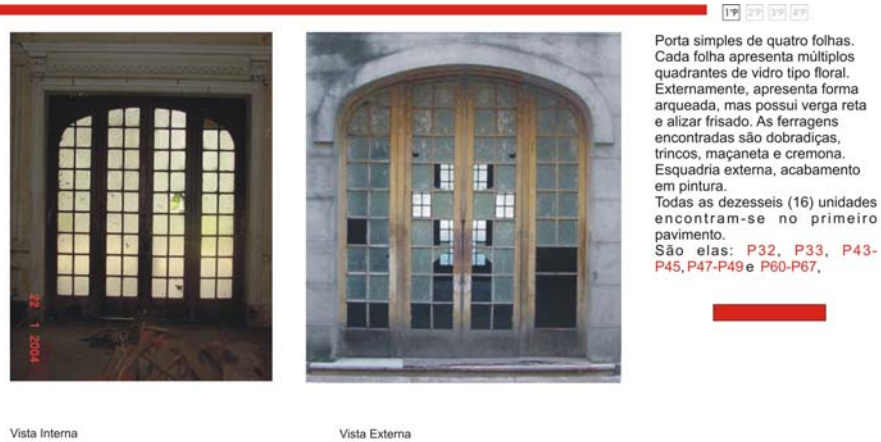 1ºP 2ºP 3ºP 4ºP
Porta simples de quatro folhas.
Cada folha apresenta múltiplos
quadrantes de vidro tipo floral.
Externamente, apresenta forma
arqueada, mas possui verga reta
e alizar frisado. As ferragens
encontradas são dobradiças,
trincos, maçaneta e cremona.
Esquadria externa, acabamento
em pintura.
Todas as dezesseis (16) unidades
encontram-se no primeiro
pavimento.
São elas: P32, P33, P43-
P45, P47-P49 e P60-P67,
22 1 2004
Vista Interna
Vista Externa